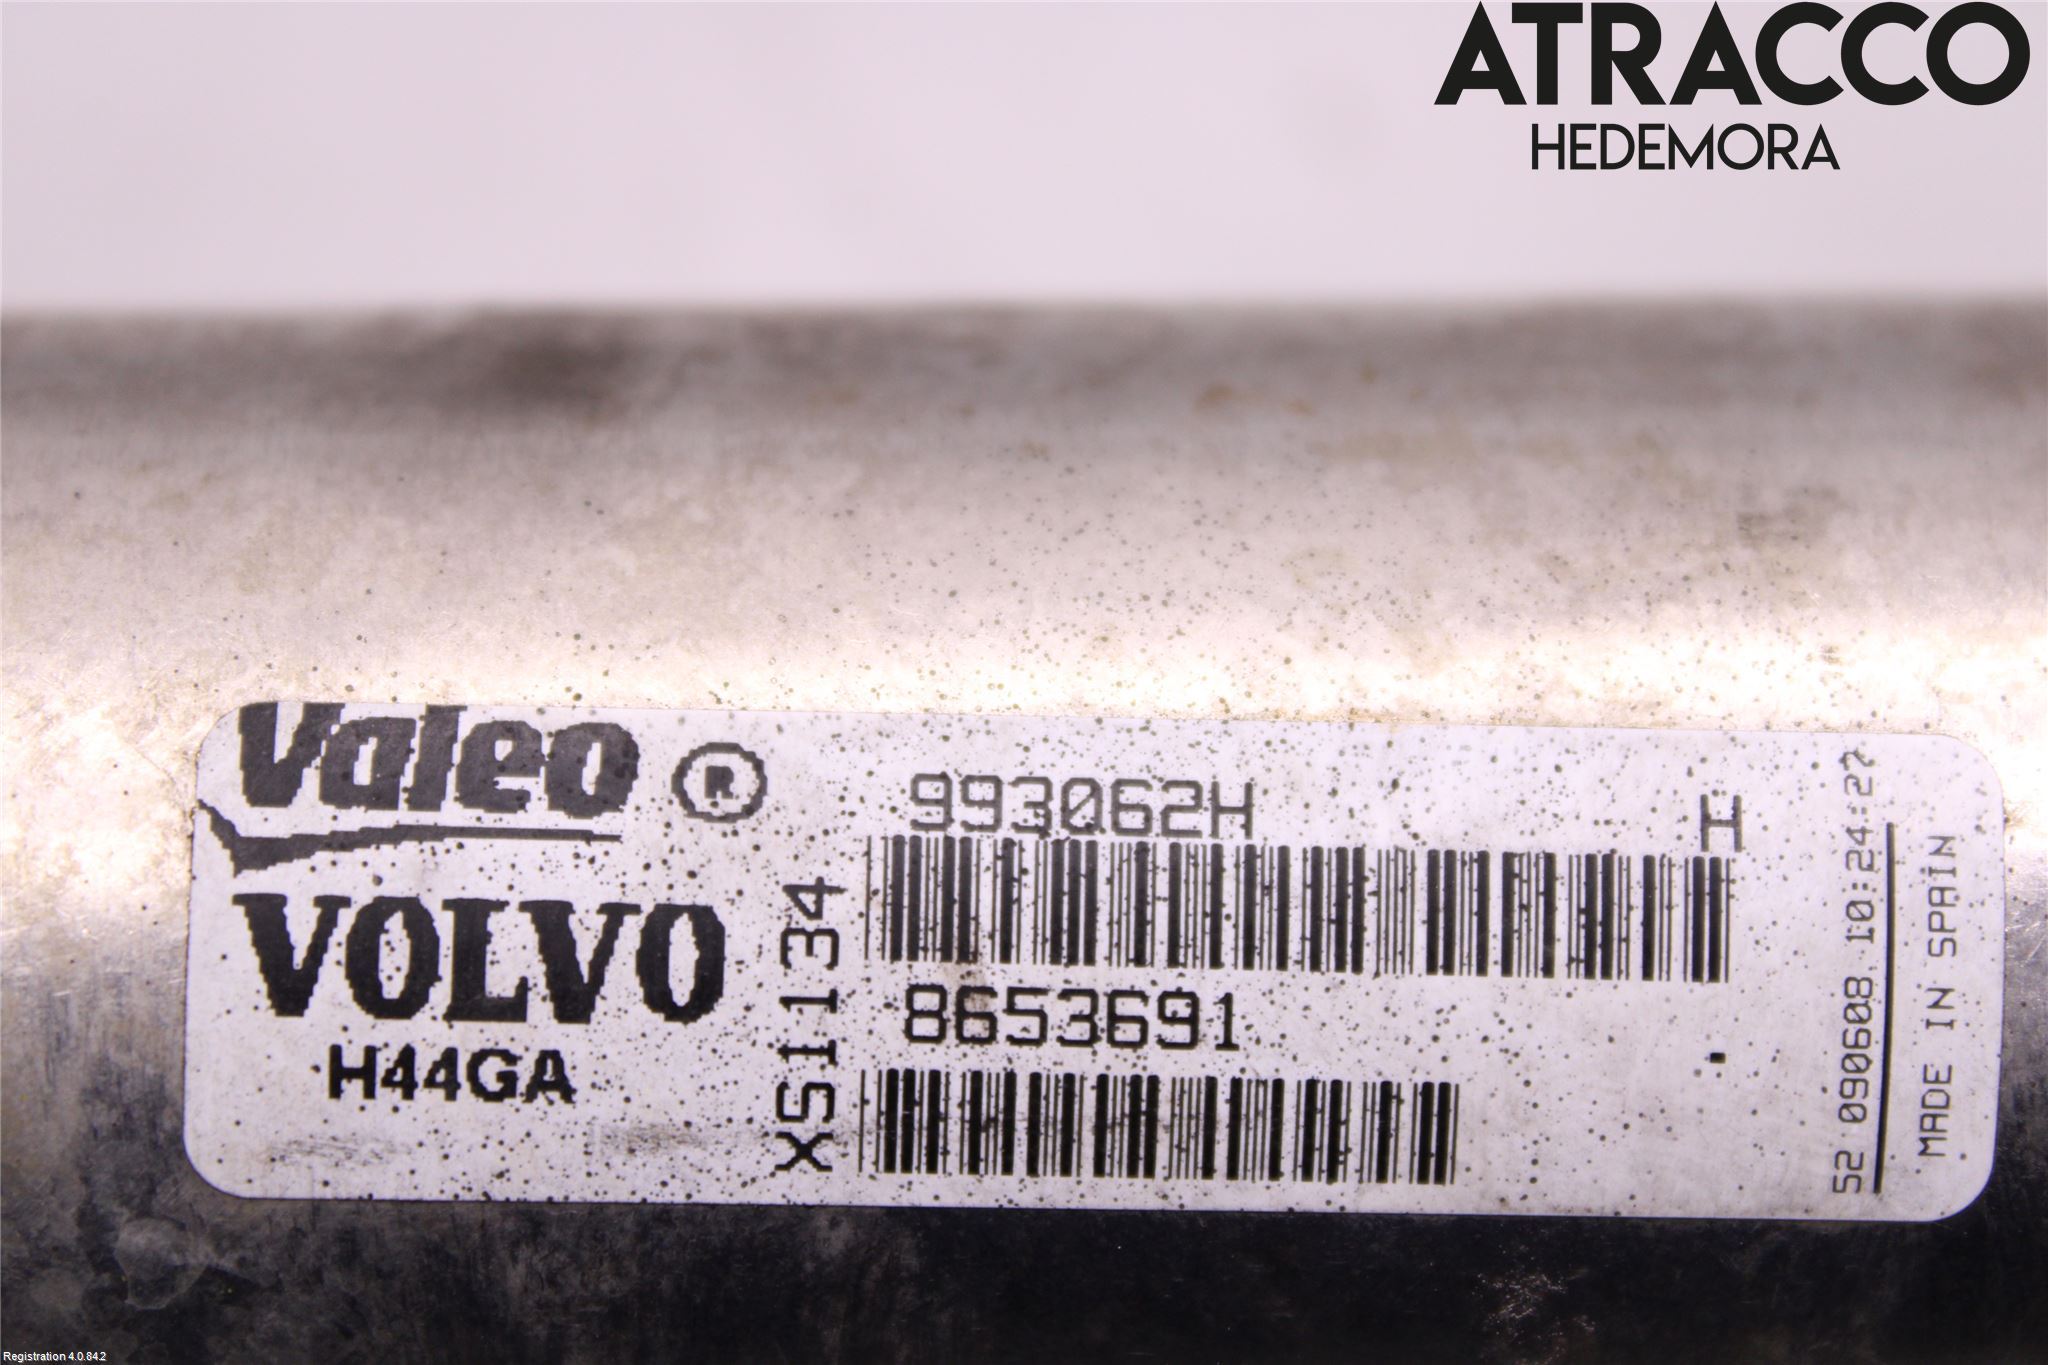 ATRACCO
HEDEMORA
Valeo ®
VOLVO
H44GA
XS11134
993062H
H
8653691
52 090608 10:24:27
MADE IN SPAIN
Registration 4.0.84.2